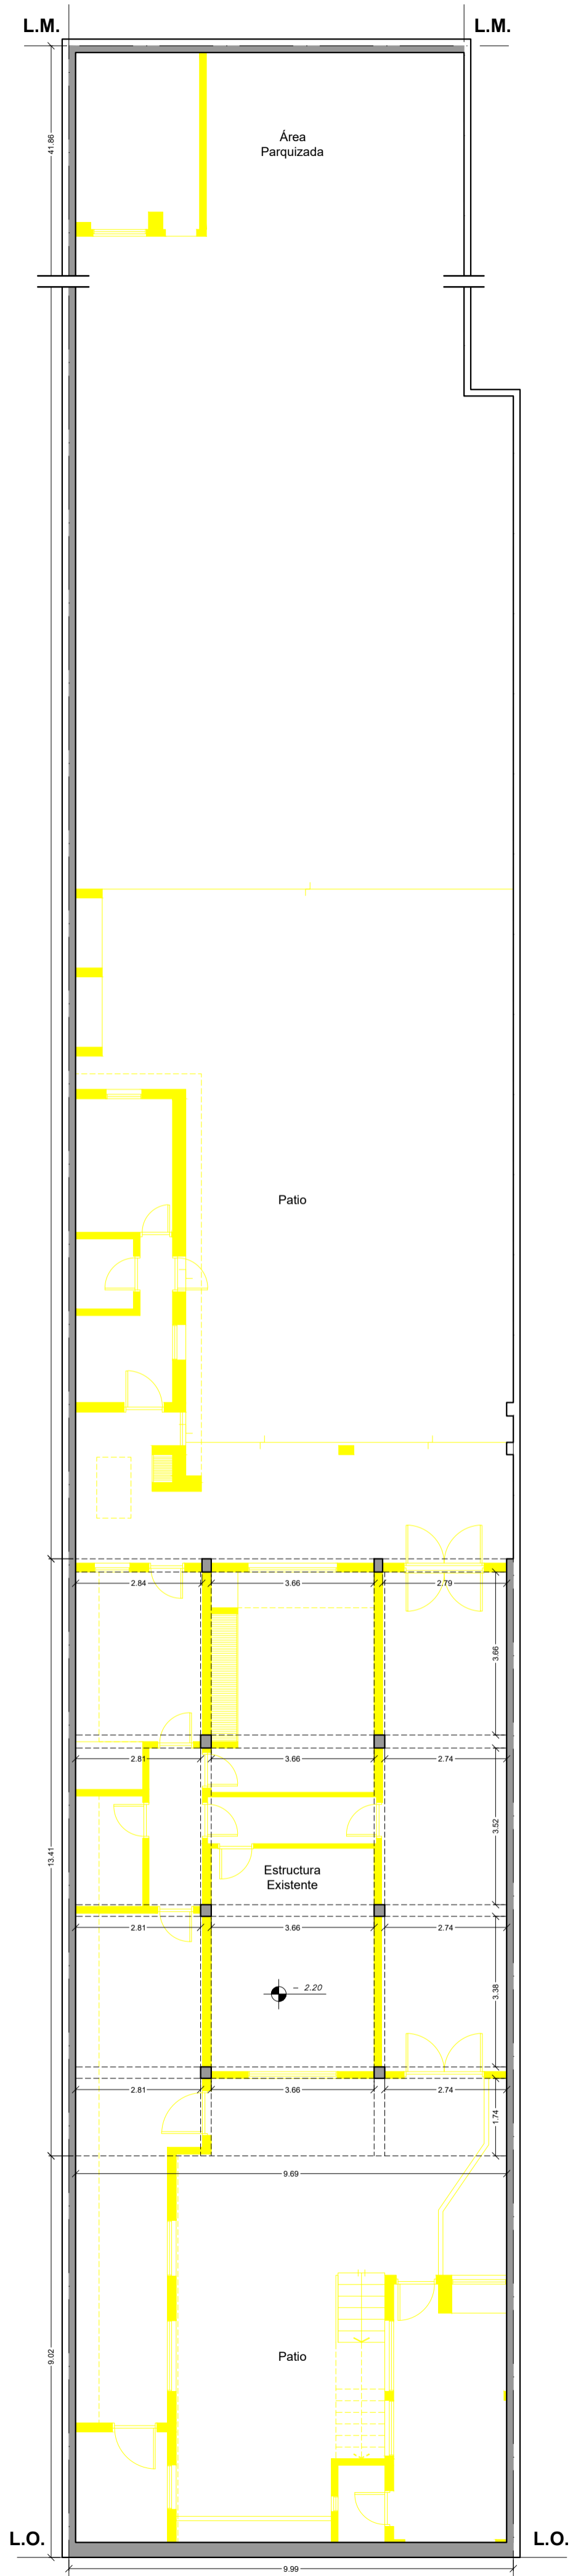 L.M.
L.M.
41.86
Área
Parquizada
Patio
2.84
3.66
2.79
3.66
2.81
3.66
2.74
3.52
13.41
Estructura
Existente
2.81
3.66
2.74
− 2.20
3.38
2.81
3.66
2.74
1.74
9.69
9.02
Patio
L.O.
L.O.
9.99